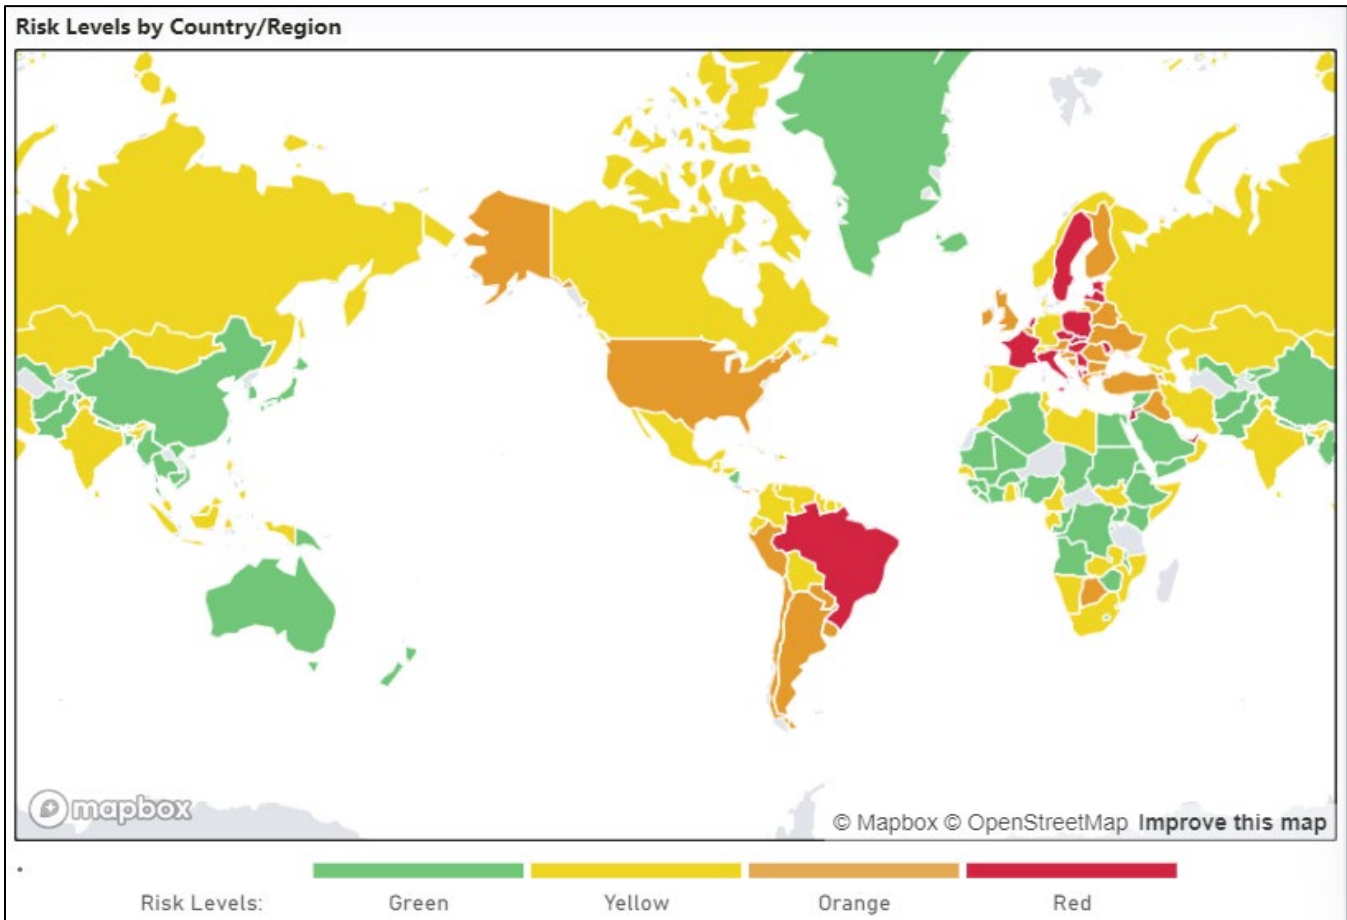 Risk Levels by Country/Region
mapbox
© Mapbox © OpenStreetMap Improve this map
Risk Levels:
Green
Yellow
Orange
Red